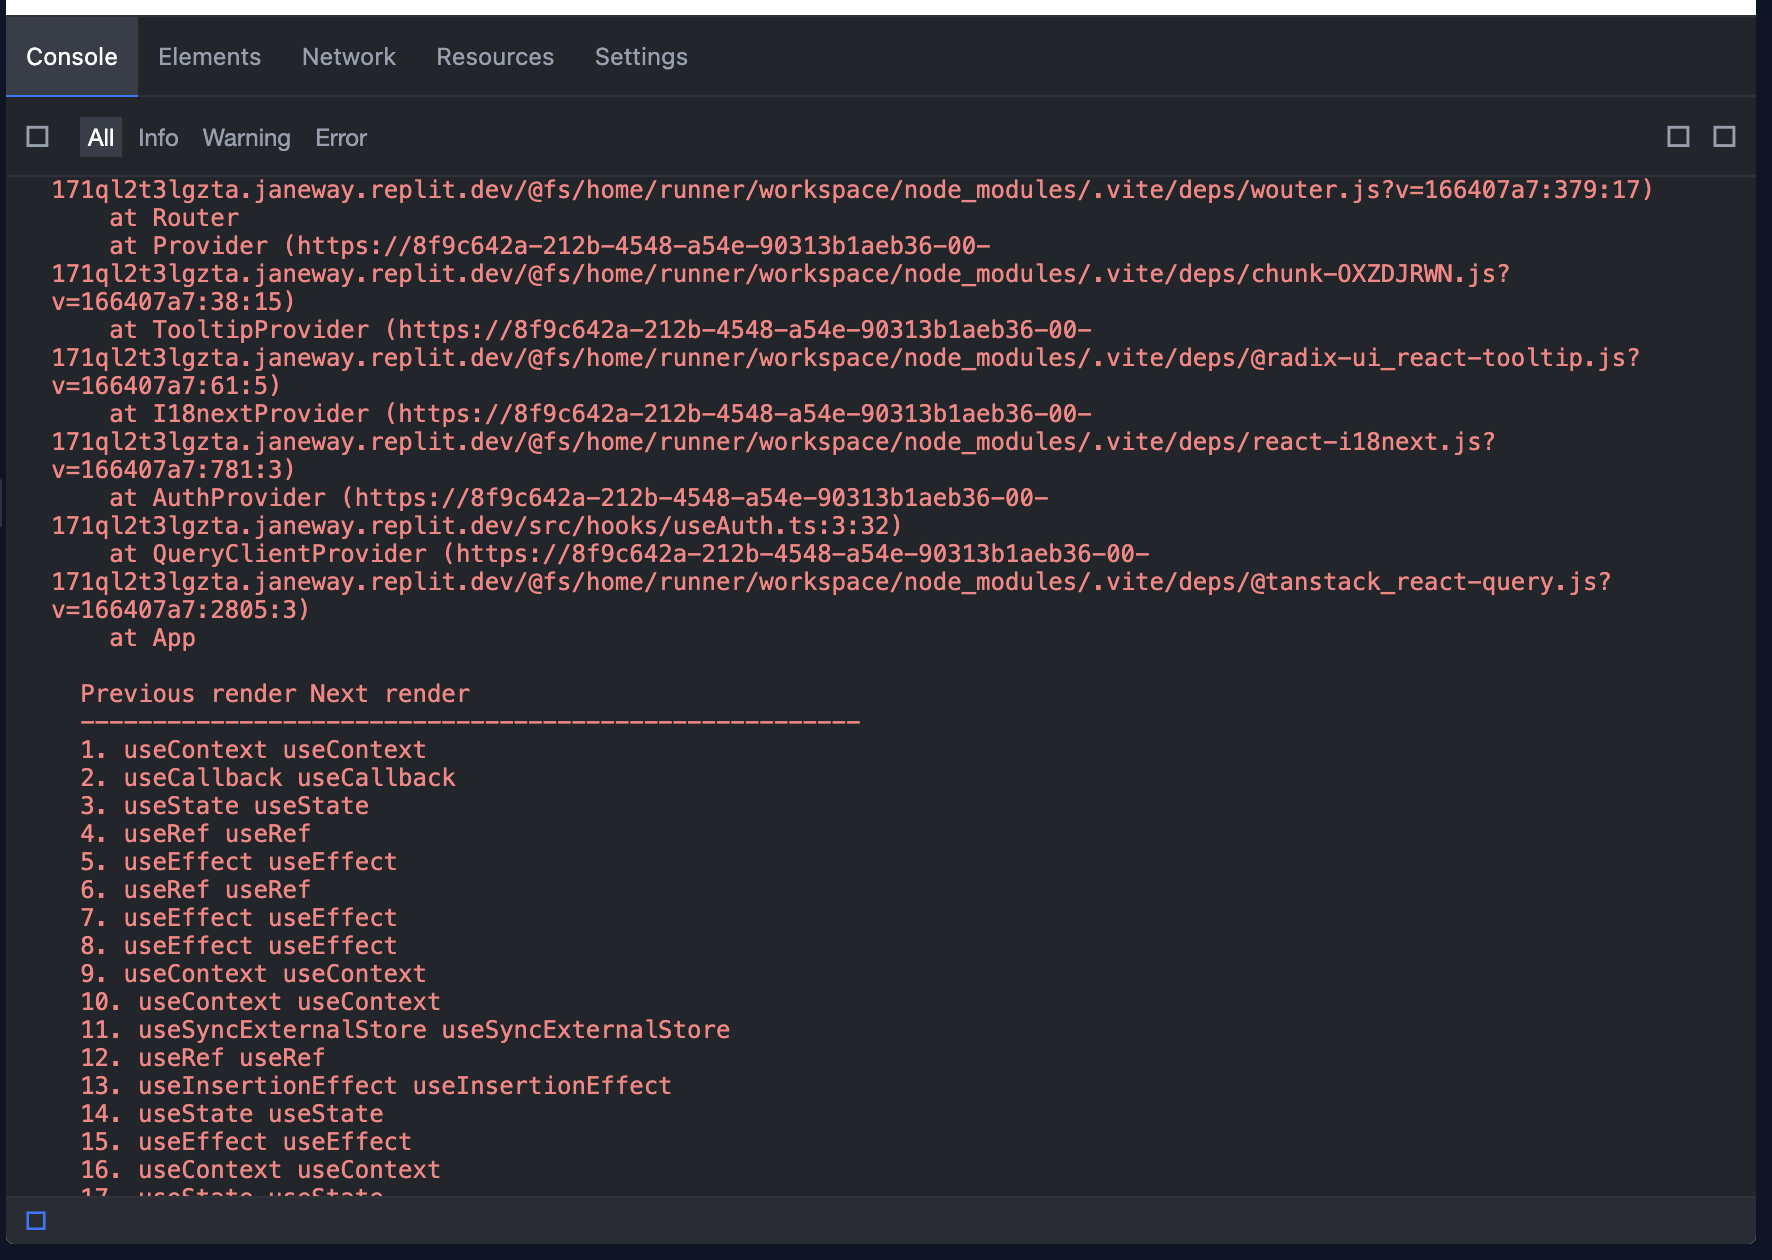 Console Elements Network Resources Settings
All Info Warning Error
171ql2t3lgzta.janeway.replit.dev/@fs/home/runner/workspace/node_modules/.vite/deps/wouter.js?v=166407a7:379:17)
at Router
at Provider (https://8f9c642a-212b-4548-a54e-90313b1aeb36-00-
171ql2t3lgzta.janeway.replit.dev/@fs/home/runner/workspace/node_modules/.vite/deps/chunk-OXZDJRWN.js?
v=166407a7:38:15)
at TooltipProvider (https://8f9c642a-212b-4548-a54e-90313b1aeb36-00-
171ql2t3lgzta.janeway.replit.dev/@fs/home/runner/workspace/node_modules/.vite/deps/@radix-ui_react-tooltip.js?
v=166407a7:61:5)
at I18nextProvider (https://8f9c642a-212b-4548-a54e-90313b1aeb36-00-
171ql2t3lgzta.janeway.replit.dev/@fs/home/runner/workspace/node_modules/.vite/deps/react-i18next.js?
v=166407a7:781:3)
at AuthProvider (https://8f9c642a-212b-4548-a54e-90313b1aeb36-00-
171ql2t3lgzta.janeway.replit.dev/src/hooks/useAuth.ts:3:32)
at QueryClientProvider (https://8f9c642a-212b-4548-a54e-90313b1aeb36-00-
171ql2t3lgzta.janeway.replit.dev/@fs/home/runner/workspace/node_modules/.vite/deps/@tanstack_react-query.js?
v=166407a7:2805:3)
at App
Previous render Next render
------------------------------------------------------
1. useContext useContext
2. useCallback useCallback
3. useState useState
4. useRef useRef
5. useEffect useEffect
6. useRef useRef
7. useEffect useEffect
8. useEffect useEffect
9. useContext useContext
10. useContext useContext
11. useSyncExternalStore useSyncExternalStore
12. useRef useRef
13. useInsertionEffect useInsertionEffect
14. useState useState
15. useEffect useEffect
16. useContext useContext
17. useState useState